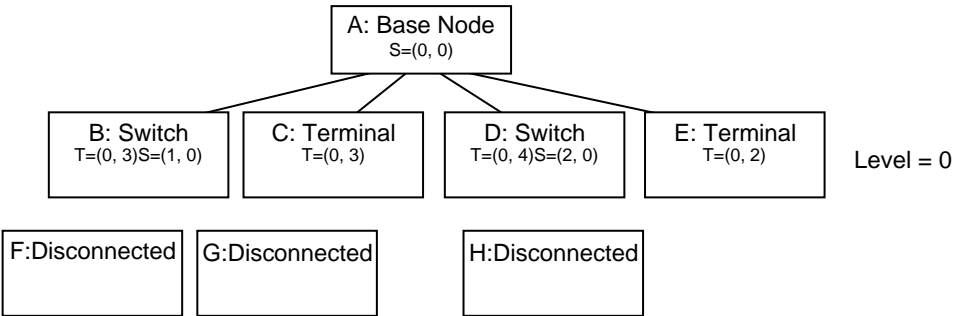 A: Base Node
S=(0, 0)
B: Switch
T=(0, 3)S=(1, 0)
C: Terminal
T=(0, 3)
D: Switch
T=(0, 4)S=(2, 0)
E: Terminal
T=(0, 2)
Level = 0
F:Disconnected
G:Disconnected
H:Disconnected